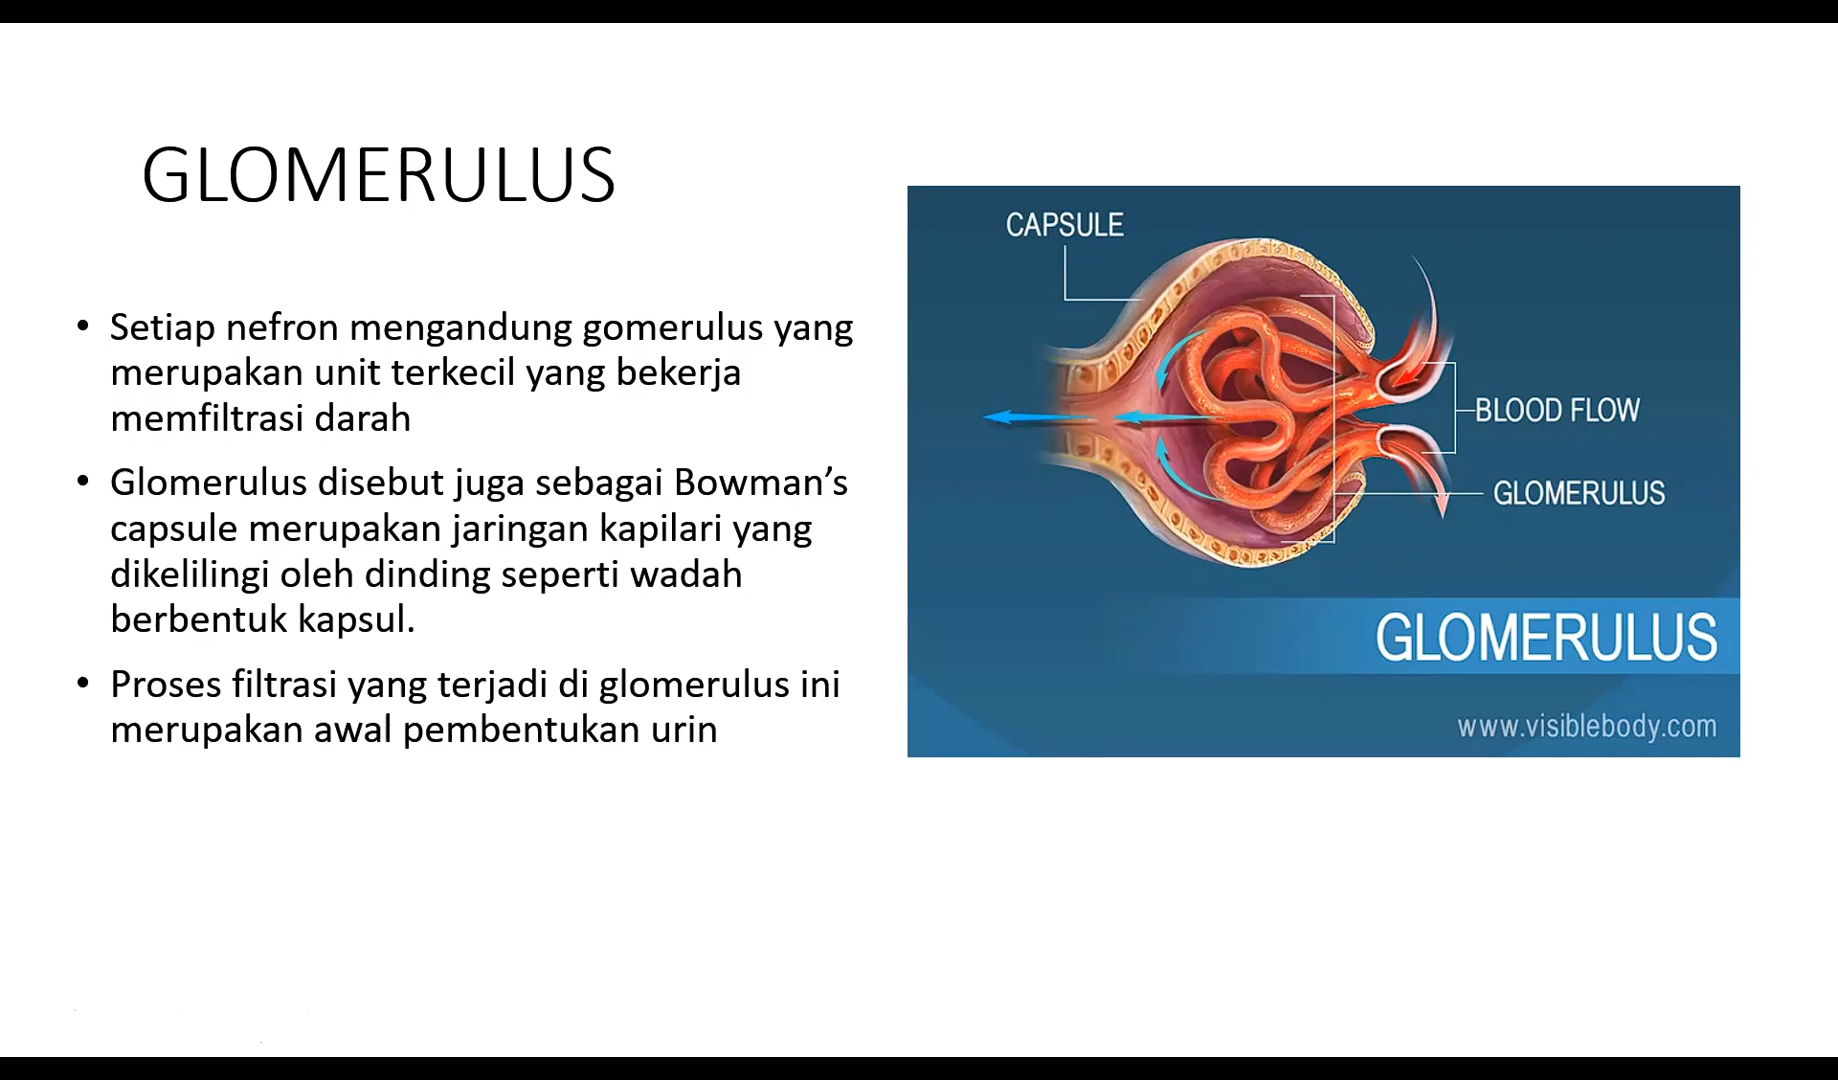 GLOMERULUS
• Setiap nefron mengandung gomerulus yang
merupakan unit terkecil yang bekerja
memfiltrasi darah
• Glomerulus disebut juga sebagai Bowman’s
capsule merupakan jaringan kapilari yang
dikelilingi oleh dinding seperti wadah
berbentuk kapsul.
• Proses filtrasi yang terjadi di glomerulus ini
merupakan awal pembentukan urin
CAPSULE
BLOOD FLOW
GLOMERULUS
GLOMERULUS
www.visiblebody.com